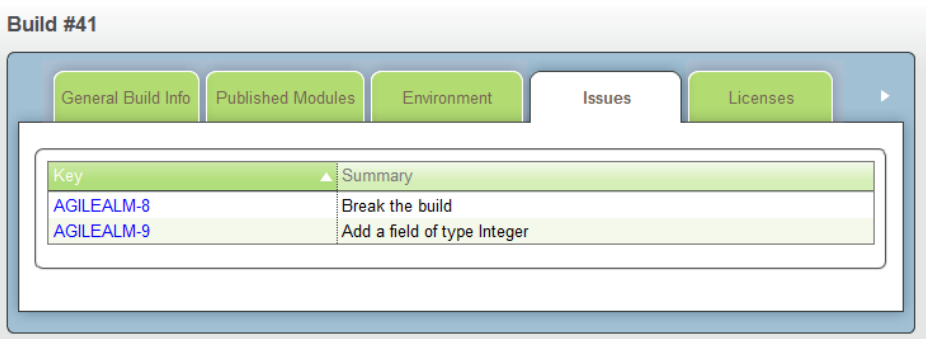 Build #41
General Build Info Published Modules Environment Issues Licenses
Key Summary
AGILEALM-8 Break the build
AGILEALM-9 Add a field of type Integer